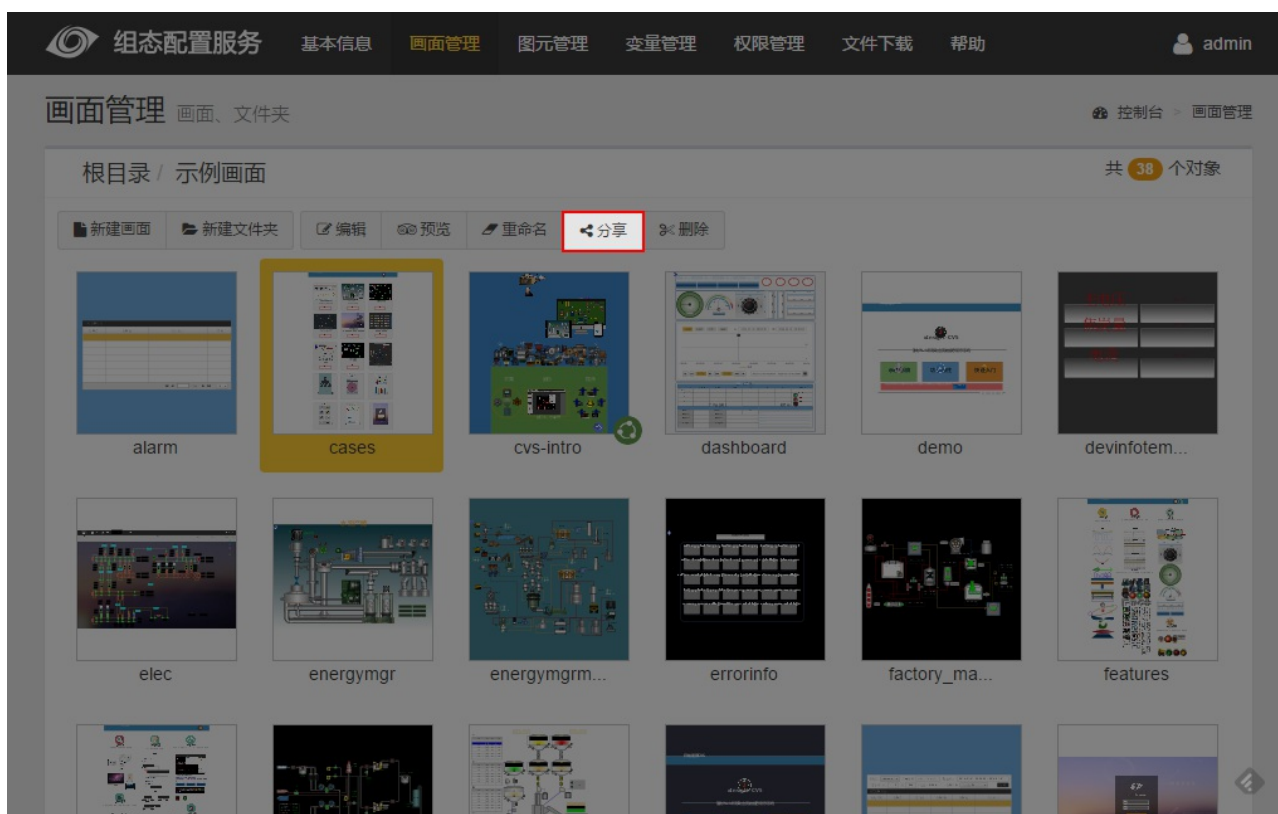 组态配置服务 基本信息 画面管理 图元管理 变量管理 权限管理 文件下载 帮助 admin
画面管理 画面、文件夹 控制台 > 画面管理
根目录 / 示例画面 共 38 个对象
新建画面 新建文件夹 编辑 预览 重命名 分享 删除
alarm cases cvs-intro dashboard demo devinfotem...
elec energymgr energymgrm... errorinfo factory_ma... features